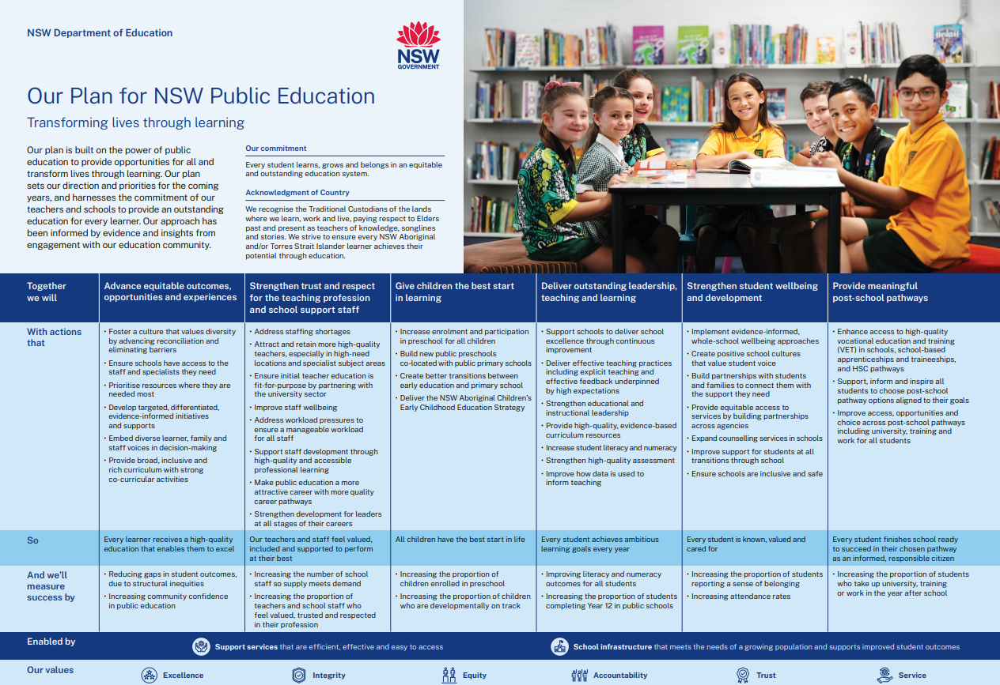 NSW Department of Education
NSW
GOVERNMENT
Our Plan for NSW Public Education
Transforming lives through learning
Our plan is built on the power of public
education to provide opportunities for all and
transform lives through learning. Our plan
sets our direction and priorities for the coming
years, and harnesses the commitment of our
teachers and schools to provide an outstanding
education for every learner. Our approach has
been informed by evidence and insights from
engagement with our education community.
Our commitment
Every student learns, grows and belongs in an equitable
and outstanding education system.
Acknowledgment of Country
We recognise the Traditional Custodians of the lands
where we learn, work and live, paying respect to Elders
past and present as teachers of knowledge, songlines
and stories. We strive to ensure every NSW Aboriginal
and/or Torres Strait Islander learner achieves their
potential through education.
Brazil
Together
we will
Advance equitable outcomes,
opportunities and experiences
Strengthen trust and respect
for the teaching profession
and school support staff
Give children the best start
in learning
Deliver outstanding leadership,
teaching and learning
Strengthen student wellbeing
and development
Provide meaningful
post-school pathways
With actions
that
• Foster a culture that values diversity
by advancing reconciliation and
eliminating barriers
• Ensure schools have access to the
staff and specialists they need
• Prioritise resources where they are
needed most
• Develop targeted, differentiated,
evidence-informed initiatives
and supports
• Embed diverse learner, family and
staff voices in decision-making
• Provide broad, inclusive and
rich curriculum with strong
co-curricular activities
• Address staffing shortages
• Attract and retain more high-quality
teachers, especially in high-need
locations and specialist subject areas
• Ensure initial teacher education is
fit-for-purpose by partnering with
the university sector
• Improve staff wellbeing
• Address workload pressures to
ensure a manageable workload
for all staff
• Support staff development through
high-quality and accessible
professional learning
• Make public education a more
attractive career with more quality
career pathways
• Strengthen development for leaders
at all stages of their careers
• Increase enrolment and participation
in preschool for all children
• Build new public preschools
co-located with public primary schools
• Create better transitions between
early education and primary school
• Deliver the NSW Aboriginal Children's
Early Childhood Education Strategy
• Support schools to deliver school
excellence through continuous
improvement
• Deliver effective teaching practices
including explicit teaching and
effective feedback underpinned
by high expectations
• Strengthen educational and
instructional leadership
• Provide high-quality, evidence-based
curriculum resources
• Increase student literacy and numeracy
• Strengthen high-quality assessment
• Improve how data is used to
inform teaching
• Implement evidence-informed,
whole-school wellbeing approaches
• Create positive school cultures
that value student voice
• Build partnerships with students
and families to connect them with
the support they need
• Provide equitable access to
services by building partnerships
across agencies
• Expand counselling services in schools
• Improve support for students at all
transitions through school
• Ensure schools are inclusive and safe
• Enhance access to high-quality
vocational education and training
(VET) in schools, school-based
apprenticeships and traineeships,
and HSC pathways
• Support, inform and inspire all
students to choose post-school
pathway options aligned to their goals
• Improve access, opportunities and
choice across post-school pathways
including university, training and
work for all students
So
Every learner receives a high-quality
education that enables them to excel
Our teachers and staff feel valued,
included and supported to perform
at their best
All children have the best start in life
Every student achieves ambitious
learning goals every year
Every student is known, valued and
cared for
Every student finishes school ready
to succeed in their chosen pathway
as an informed, responsible citizen
And we'll
measure
success by
• Reducing gaps in student outcomes,
due to structural inequities
• Increasing community confidence
in public education
• Increasing the number of school
staff so supply meets demand
• Increasing the proportion of
teachers and school staff who
feel valued, trusted and respected
in their profession
• Increasing the proportion of
children enrolled in preschool
• Increasing the proportion of children
who are developmentally on track
• Improving literacy and numeracy
outcomes for all students
• Increasing the proportion of students
completing Year 12 in public schools
• Increasing the proportion of students
reporting a sense of belonging
• Increasing attendance rates
• Increasing the proportion of students
who take up university, training
or work in the year after school
Enabled by
Support services that are efficient, effective and easy to access
School infrastructure that meets the needs of a growing population and supports improved student outcomes
Our values
Excellence
Integrity
Equity
Accountability
Trust
Service